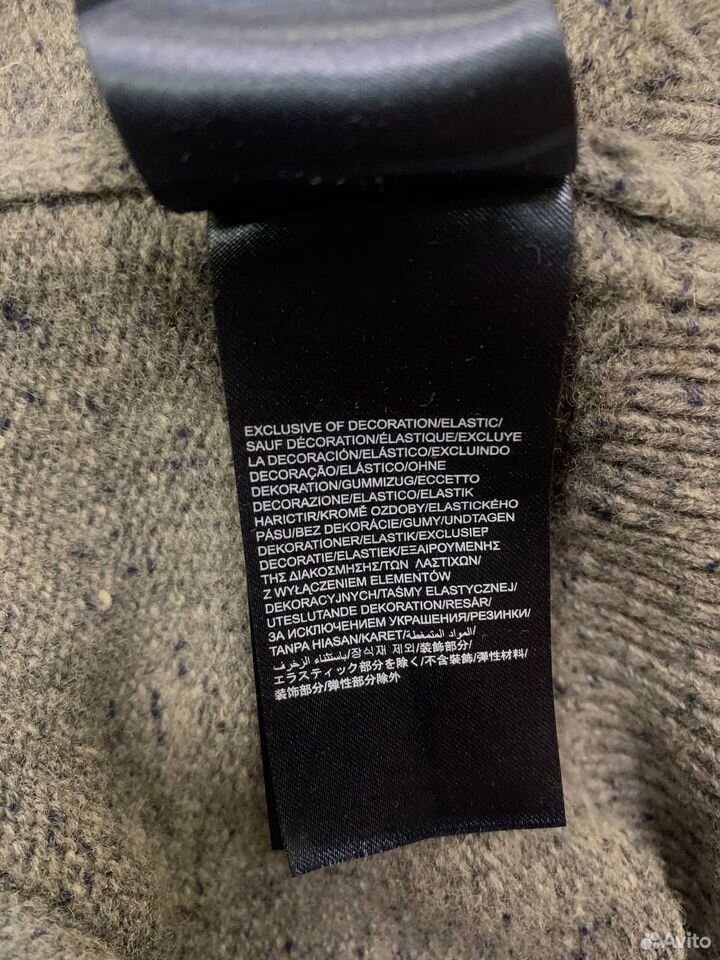 EXCLUSIVE OF DECORATION/ELASTIC/
SAUF DÉCORATION/ÉLASTIQUE/EXCLUYE
LA DECORACIÓN/ELÁSTICO/EXCLUINDO
DECORAÇÃO/ELÁSTICO/OHNE
DEKORATION/GUMMIZUG/ECCETTO
DECORAZIONE/ELASTICO/ELASTIK
HARICTIR/KROMĚ OZDOBY/ELASTICKÉHO
PÁSU/BEZ DEKORÁCIE/GUMY/UNDTAGEN
DEKORATIONER/ELASTIK/EXCLUSIEF
DECORATIE/ELASTIEK/ΕΞΑΙΡΟΥΜΕΝΗΣ
ΤΗΣ ΔΙΑΚΟΣΜΗΣΗΣ/ΤΩΝ ΛΑΣΤΙΧΩΝ/
Z WYŁĄCZENIEM ELEMENTÓW
DEKORACYJNYCH/TAŚMY ELASTYCZNEJ/
UTESLUTANDE DEKORATION/RESÅR/
ЗА ИСКЛЮЧЕНИЕМ УКРАШЕНИЯ/РЕЗИНКИ/
TANPA HIASAN/KARET/المواد المتمغطة/
باستثناء الزخرف/장식재 제외/装飾部分/
エラスティック部分を除く/不含裝飾/彈性材料/
装饰部分/弹性部分除外
Avito